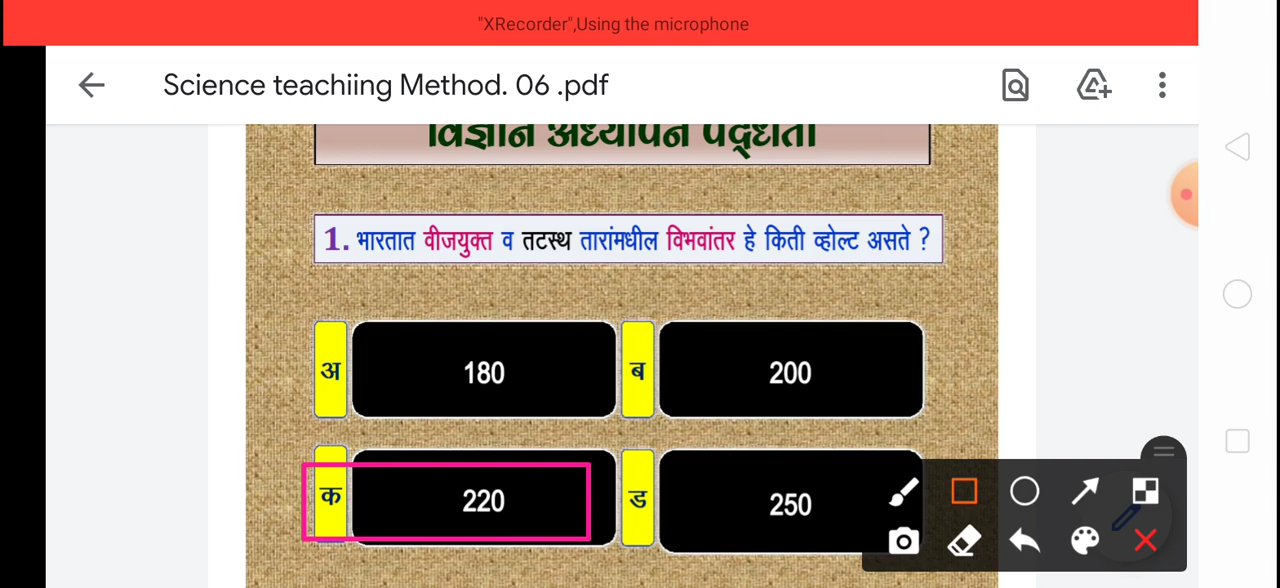 "XRecorder",Using the microphone
Science teachiing Method. 06 .pdf
विज्ञान अध्यापन पद्धती
1. भारतात वीजयुक्त व तटस्थ तारांमधील विभवांतर हे किती व्होल्ट असते ?
अ 180 ब 200
क 220 ड 250